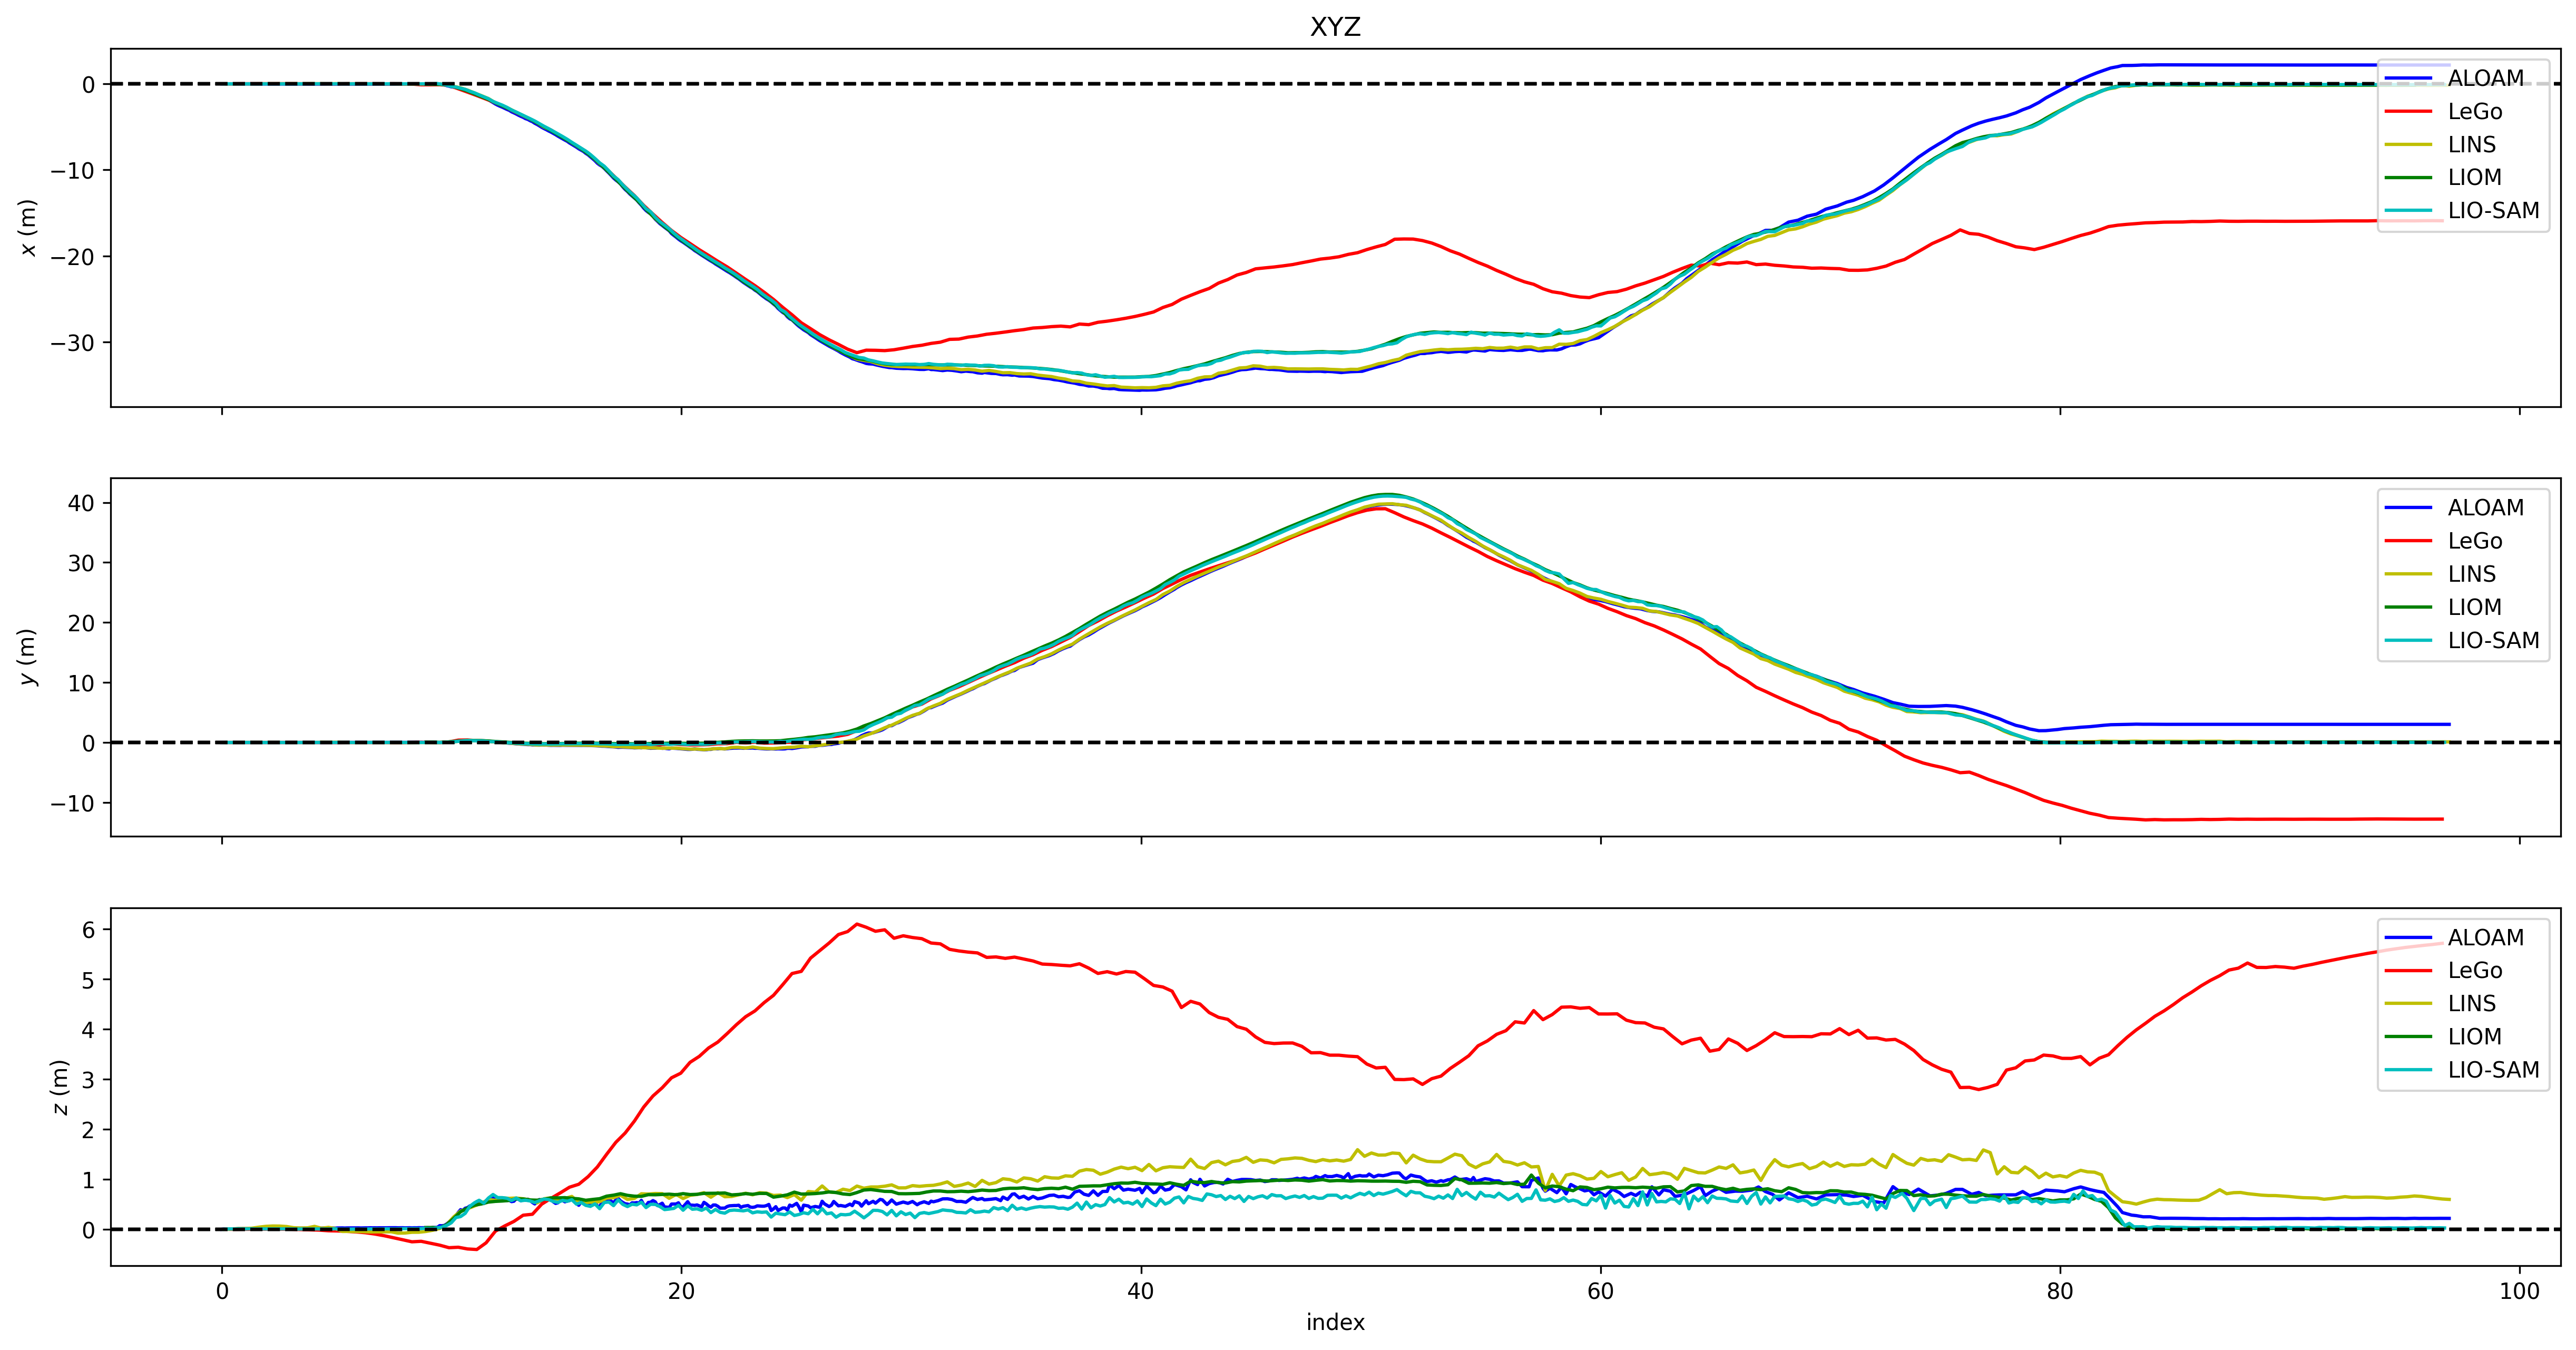 XYZ
0
−10
−20
−30
x (m)
ALOAM
LeGo
LINS
LIOM
LIO-SAM
40
30
20
10
0
−10
y (m)
ALOAM
LeGo
LINS
LIOM
LIO-SAM
6
5
4
3
2
1
0
z (m)
ALOAM
LeGo
LINS
LIOM
LIO-SAM
0 20 40 60 80 100
index